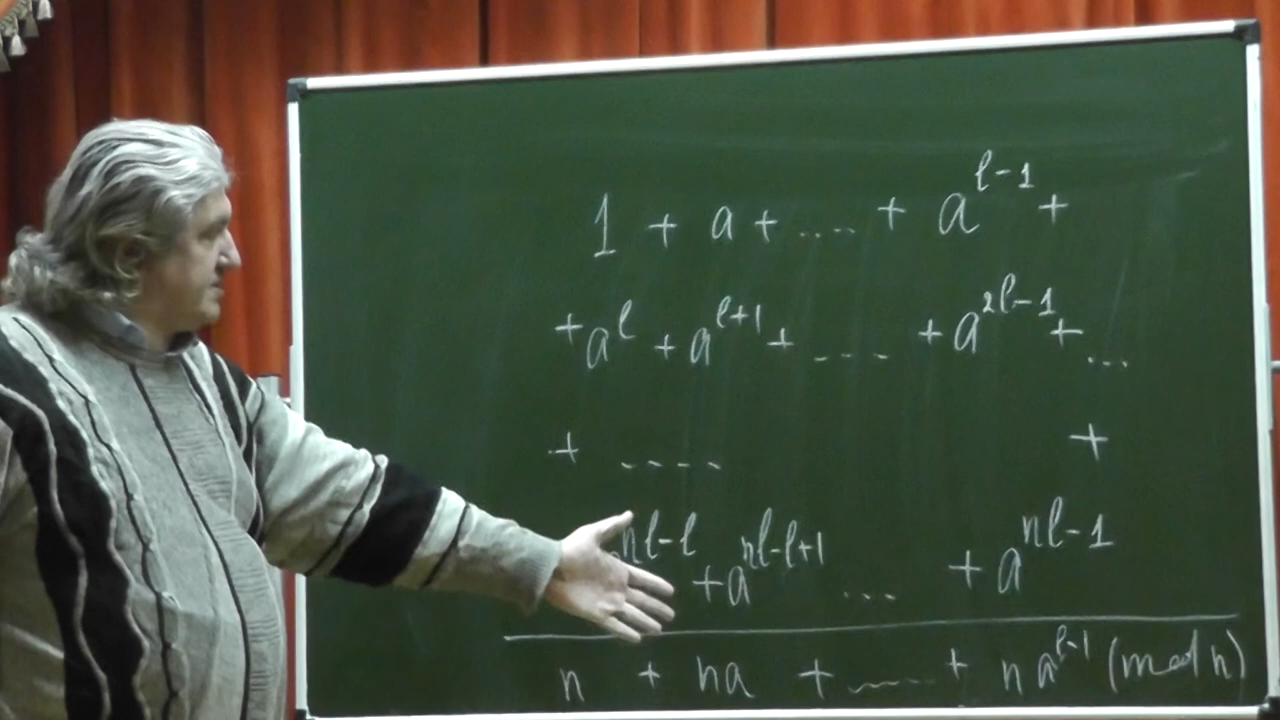 1 + a + .... + a^{l-1} +
+ a^l + a^{l+1} + .... + a^{2l-1} + ...
+ .... +
^{nl-l} + a^{nl-l+1} ... + a^{nl-1}
n + na + .... + na^{l-1} (mod n)